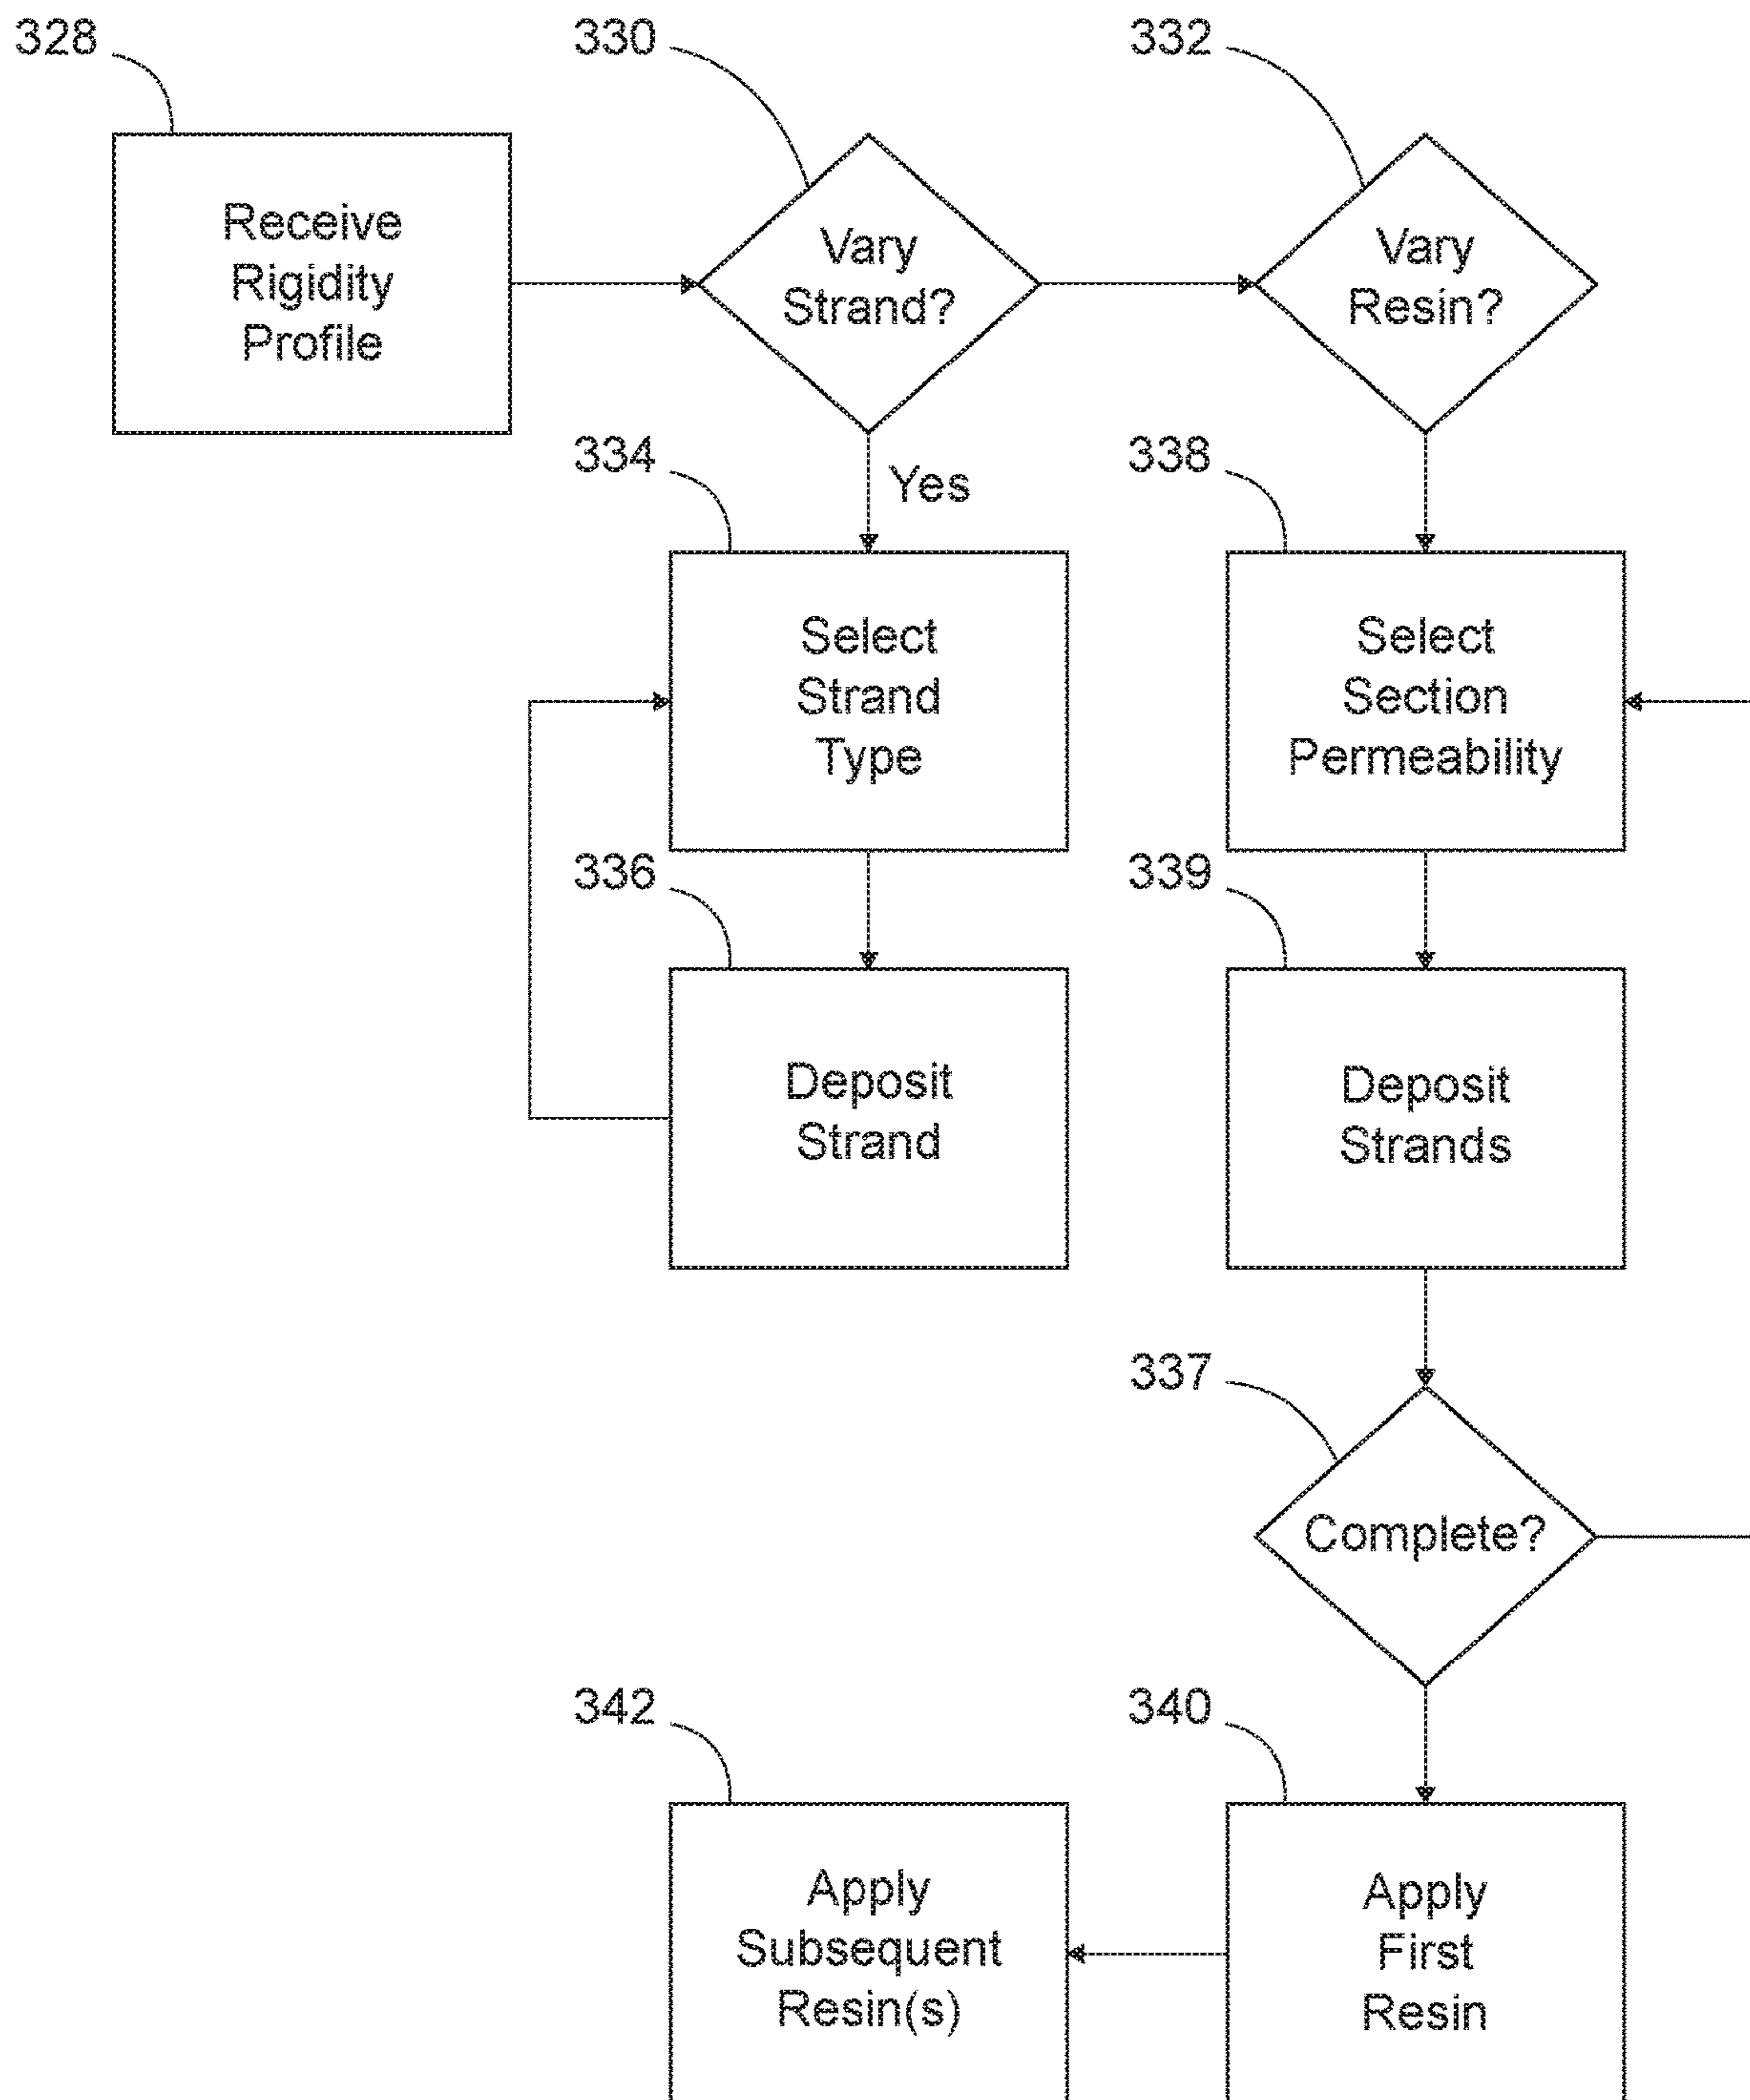 328
330
332
Receive
Rigidity
Profile
Vary
Strand?
Vary
Resin?
334
Yes
338
Select
Strand
Type
Select
Section
Permeability
336
339
Deposit
Strand
Deposit
Strands
337
Complete?
342
340
Apply
Subsequent
Resin(s)
Apply
First
Resin